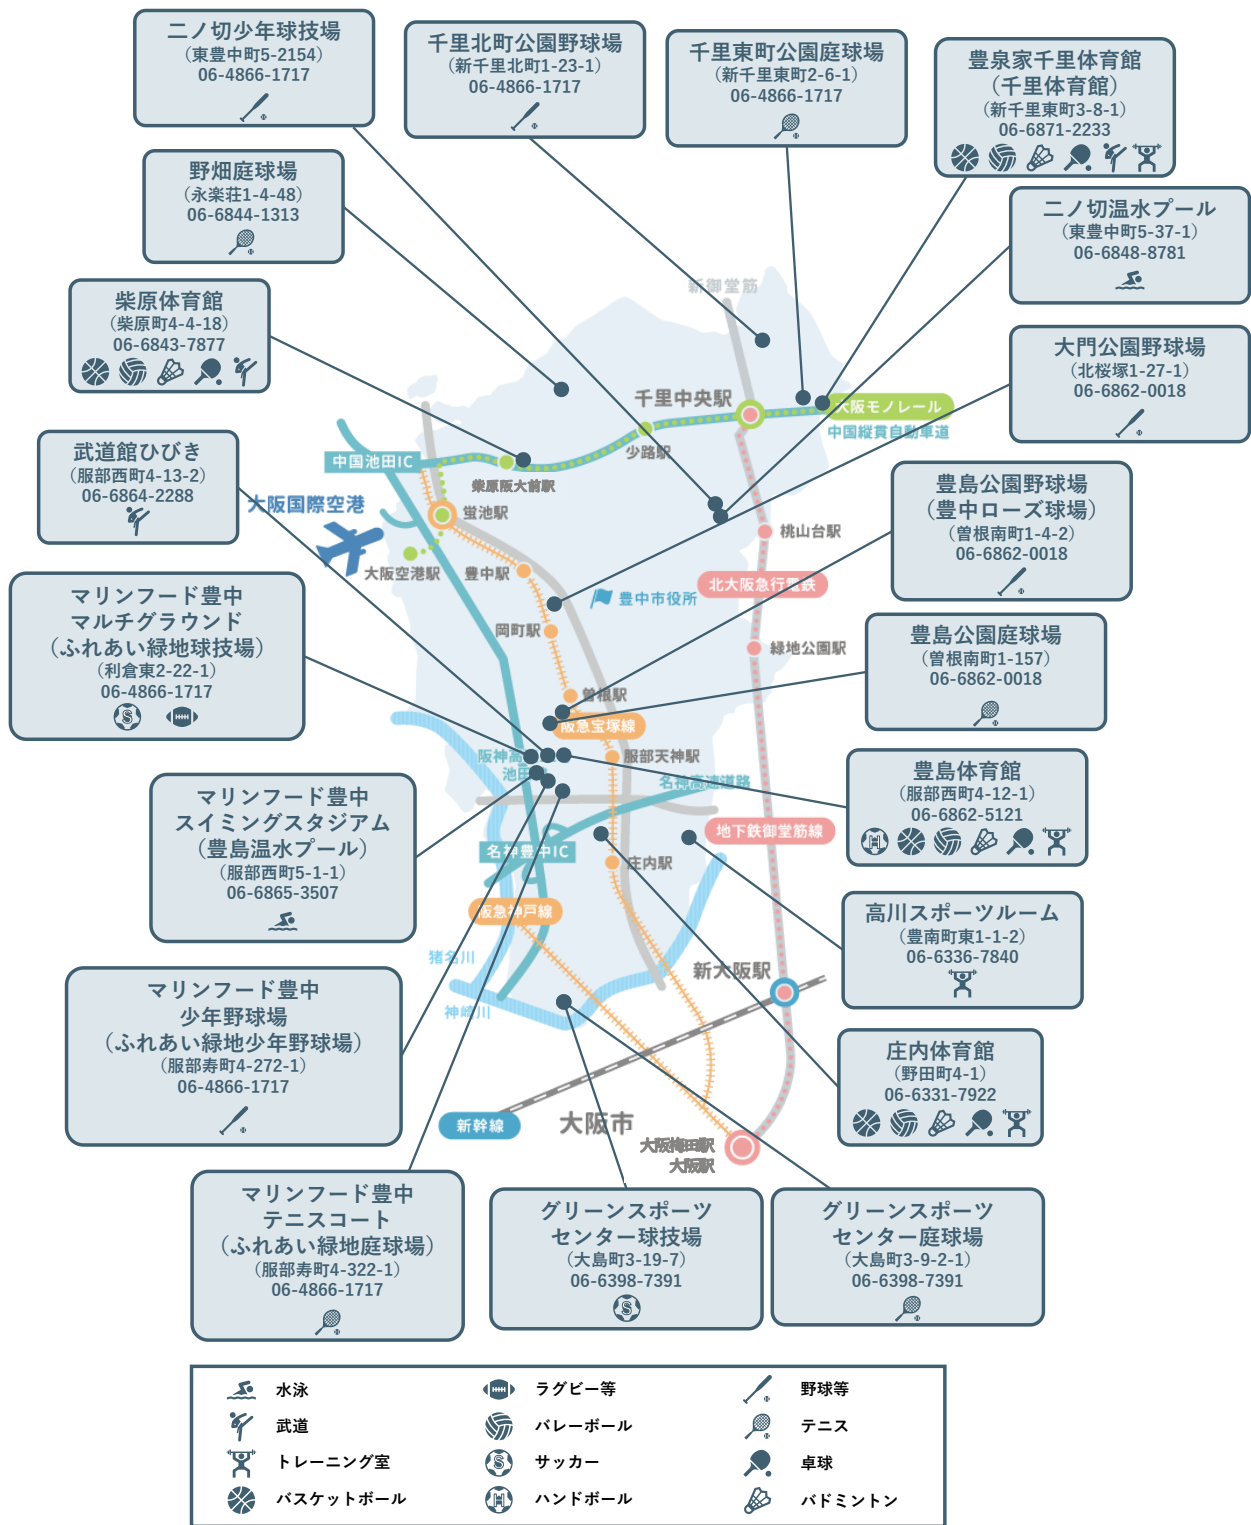 二ノ切少年球技場
（東豊中町5-2154）
06-4866-1717
千里北町公園野球場
（新千里北町1-23-1）
06-4866-1717
千里東町公園庭球場
（新千里東町2-6-1）
06-4866-1717
豊泉家千里体育館
（千里体育館）
（新千里東町3-8-1）
06-6871-2233
野畑庭球場
（永楽荘1-4-48）
06-6844-1313
二ノ切温水プール
（東豊中町5-37-1）
06-6848-8781
柴原体育館
（柴原町4-4-18）
06-6843-7877
大門公園野球場
（北桜塚1-27-1）
06-6862-0018
武道館ひびき
（服部西町4-13-2）
06-6864-2288
豊島公園野球場
（豊中ローズ球場）
（曽根南町1-4-2）
06-6862-0018
マリンフード豊中
マルチグラウンド
（ふれあい緑地球技場）
（利倉東2-22-1）
06-4866-1717
豊島公園庭球場
（曽根南町1-157）
06-6862-0018
マリンフード豊中
スイミングスタジアム
（豊島温水プール）
（服部西町5-1-1）
06-6865-3507
豊島体育館
（服部西町4-12-1）
06-6862-5121
高川スポーツルーム
（豊南町東1-1-2）
06-6336-7840
マリンフード豊中
少年野球場
（ふれあい緑地少年野球場）
（服部寿町4-272-1）
06-4866-1717
庄内体育館
（野田町4-1）
06-6331-7922
マリンフード豊中
テニスコート
（ふれあい緑地庭球場）
（服部寿町4-322-1）
06-4866-1717
グリーンスポーツ
センター球技場
（大島町3-19-7）
06-6398-7391
グリーンスポーツ
センター庭球場
（大島町3-9-2-1）
06-6398-7391
新御堂筋
千里中央駅
大阪モノレール
中国縦貫自動車道
少路駅
中国池田IC
柴原阪大前駅
大阪国際空港
蛍池駅
大阪空港駅
豊中駅
桃山台駅
北大阪急行電鉄
豊中市役所
岡町駅
緑地公園駅
曽根駅
阪急宝塚線
阪神高
池田
服部天神駅
名神高速道路
地下鉄御堂筋線
名神豊中IC
庄内駅
阪急神戸線
猪名川
新大阪駅
神崎川
新幹線
大阪市
大阪梅田駅
大阪駅
水泳
ラグビー等
野球等
武道
バレーボール
テニス
トレーニング室
サッカー
卓球
バスケットボール
ハンドボール
バドミントン